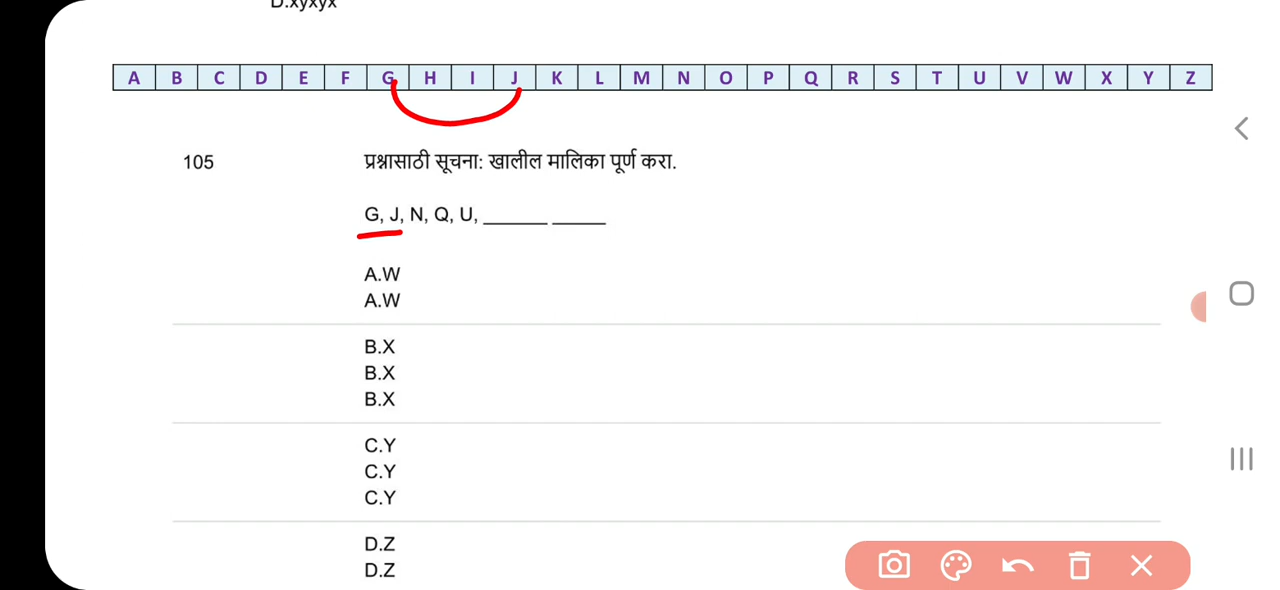 D.xyxyx
A B C D E F G H I J K L M N O P Q R S T U V W X Y Z
105 प्रश्नासाठी सूचना: खालील मालिका पूर्ण करा.
G, J, N, Q, U, ______ _____
A.W
A.W
B.X
B.X
B.X
C.Y
C.Y
C.Y
D.Z
D.Z